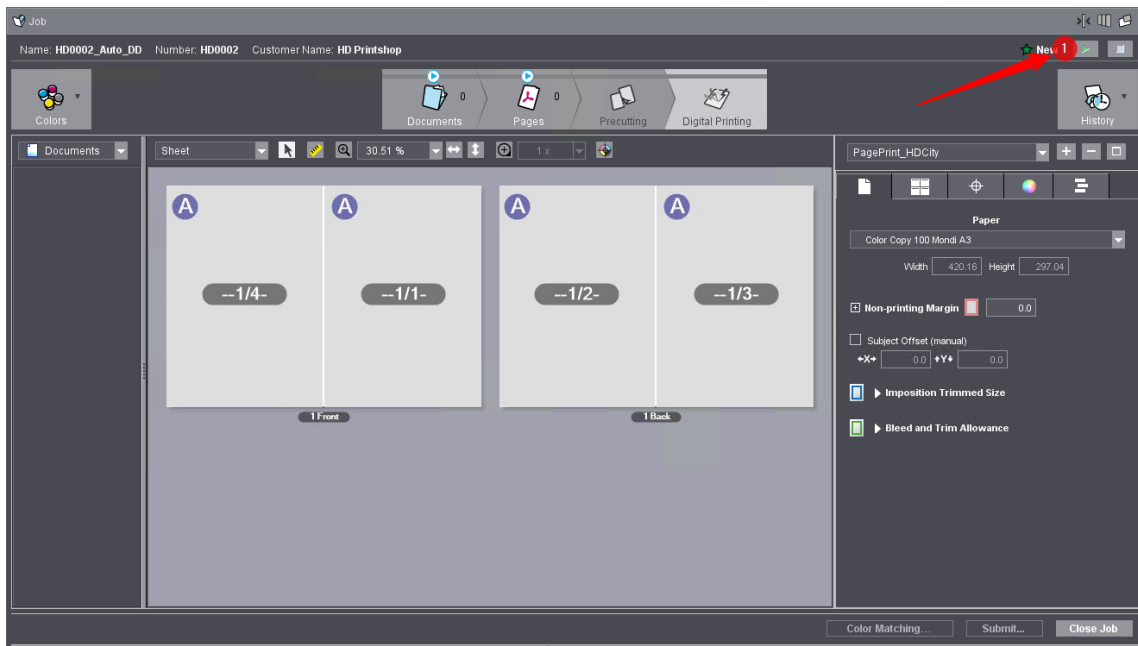 Job
Name: HD0002_Auto_DD Number: HD0002 Customer Name: HD Printshop
New 1
Colors
Documents 0
Pages 0
Precutting
Digital Printing
History
Documents
Sheet
30.51 %
1 x
PagePrint_HDCity
A
A
A
A
--1/4-
--1/1-
--1/2-
--1/3-
1 Front
1 Back
Paper
Color Copy 100 Mondi A3
Width 420.16 Height 297.04
Non-printing Margin 0.0
Subject Offset (manual)
X 0.0 Y 0.0
Imposition Trimmed Size
Bleed and Trim Allowance
Color Matching...
Submit...
Close Job